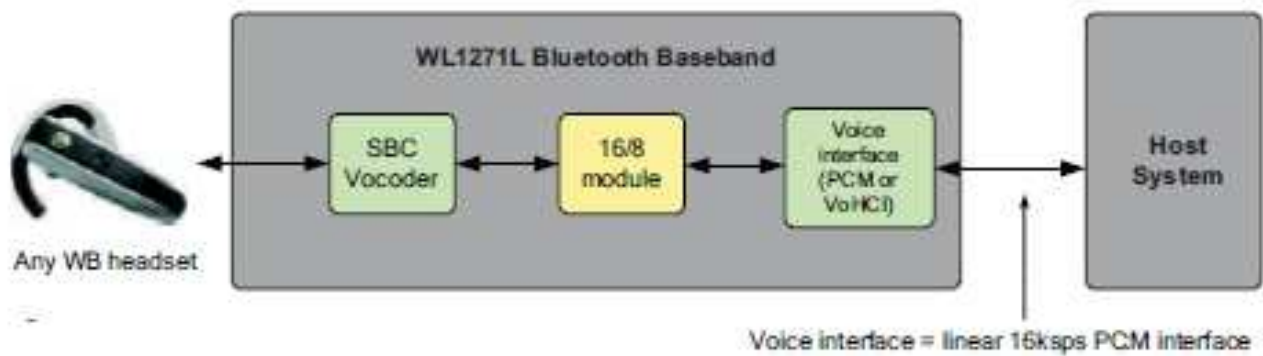 WL1271L Bluetooth Baseband
SBC
Vocoder
16/8
module
Voice
interface
(PCM or
VoHCI)
Host
System
Any WB headset
Voice interface = linear 16ksps PCM interface